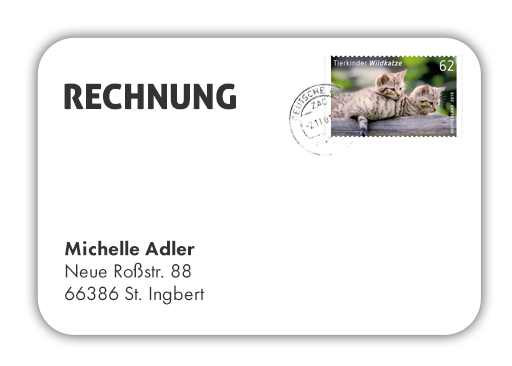 RECHNUNG
Tierkinder Wildkatze 62
Michelle Adler
Neue Roßstr. 88
66386 St. Ingbert